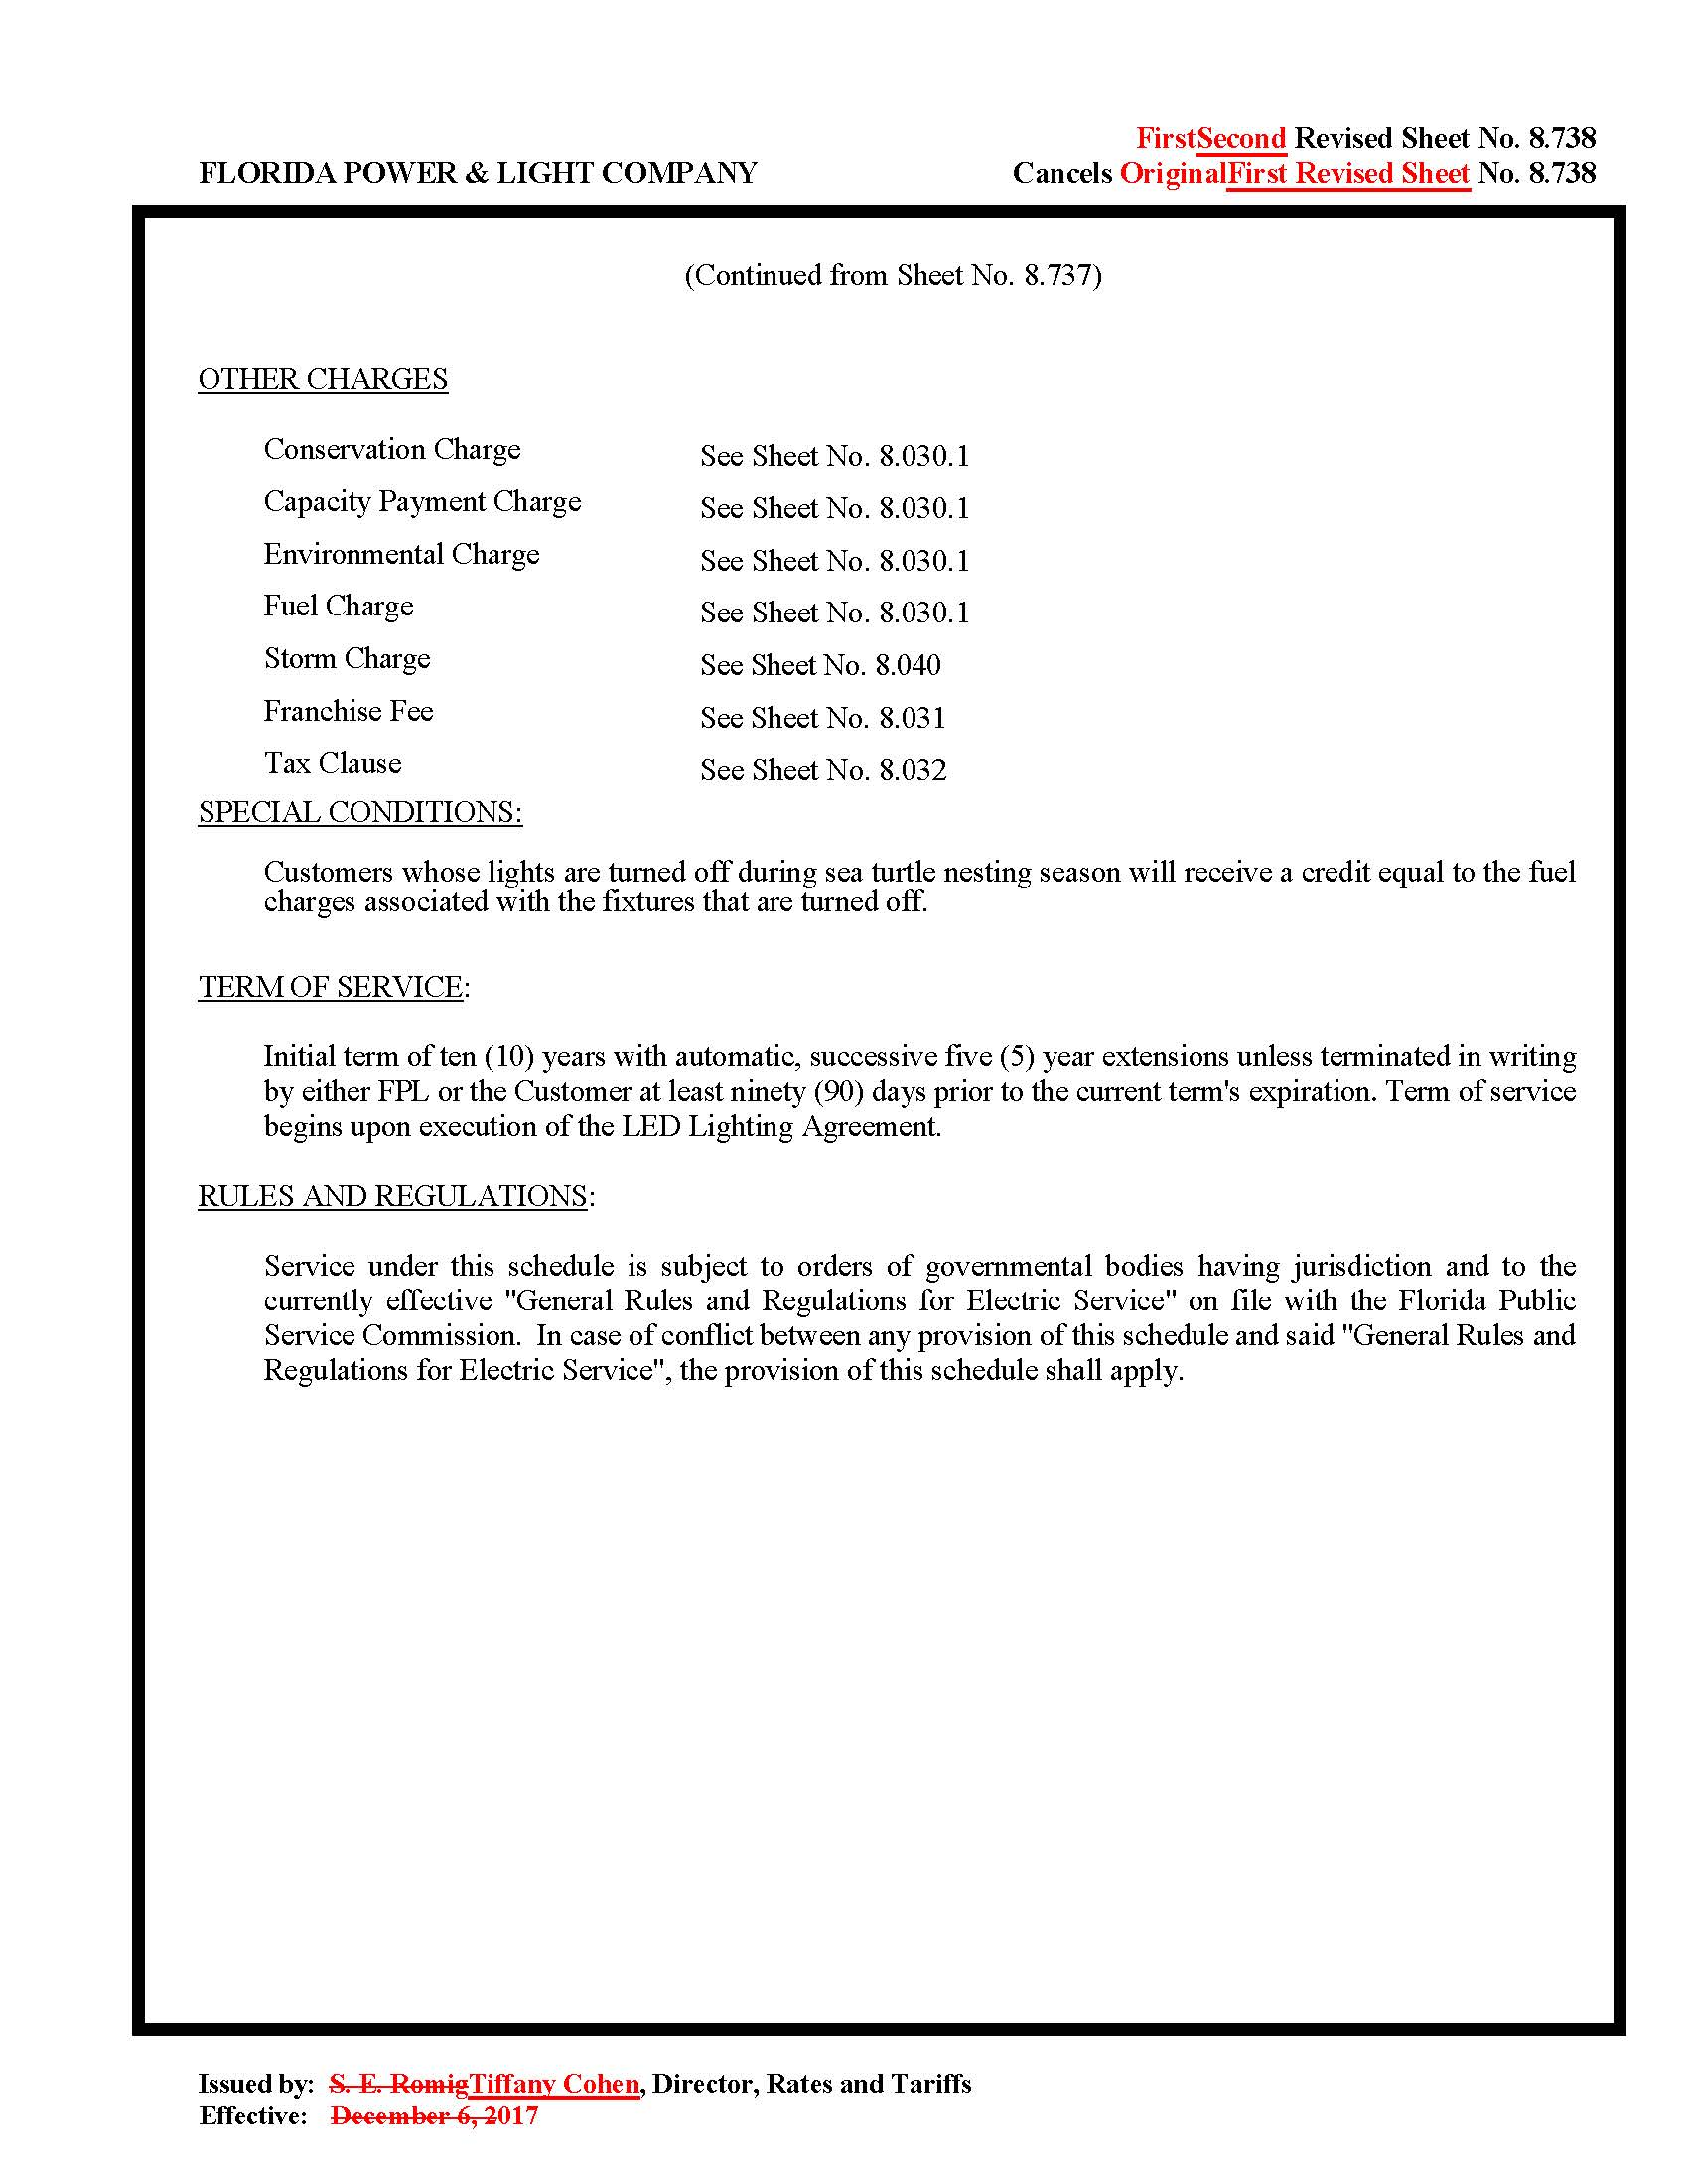 FirstSecond Revised Sheet No. 8.738
FLORIDA POWER & LIGHT COMPANY Cancels OriginalFirst Revised Sheet No. 8.738
(Continued from Sheet No. 8.737)
OTHER CHARGES
Conservation Charge See Sheet No. 8.030.1
Capacity Payment Charge See Sheet No. 8.030.1
Environmental Charge See Sheet No. 8.030.1
Fuel Charge See Sheet No. 8.030.1
Storm Charge See Sheet No. 8.040
Franchise Fee See Sheet No. 8.031
Tax Clause See Sheet No. 8.032
SPECIAL CONDITIONS:
Customers whose lights are turned off during sea turtle nesting season will receive a credit equal to the fuel
charges associated with the fixtures that are turned off.
TERM OF SERVICE:
Initial term of ten (10) years with automatic, successive five (5) year extensions unless terminated in writing
by either FPL or the Customer at least ninety (90) days prior to the current term's expiration. Term of service
begins upon execution of the LED Lighting Agreement.
RULES AND REGULATIONS:
Service under this schedule is subject to orders of governmental bodies having jurisdiction and to the
currently effective "General Rules and Regulations for Electric Service" on file with the Florida Public
Service Commission. In case of conflict between any provision of this schedule and said "General Rules and
Regulations for Electric Service", the provision of this schedule shall apply.
Issued by: S. E. RomigTiffany Cohen, Director, Rates and Tariffs
Effective: December 6, 2017